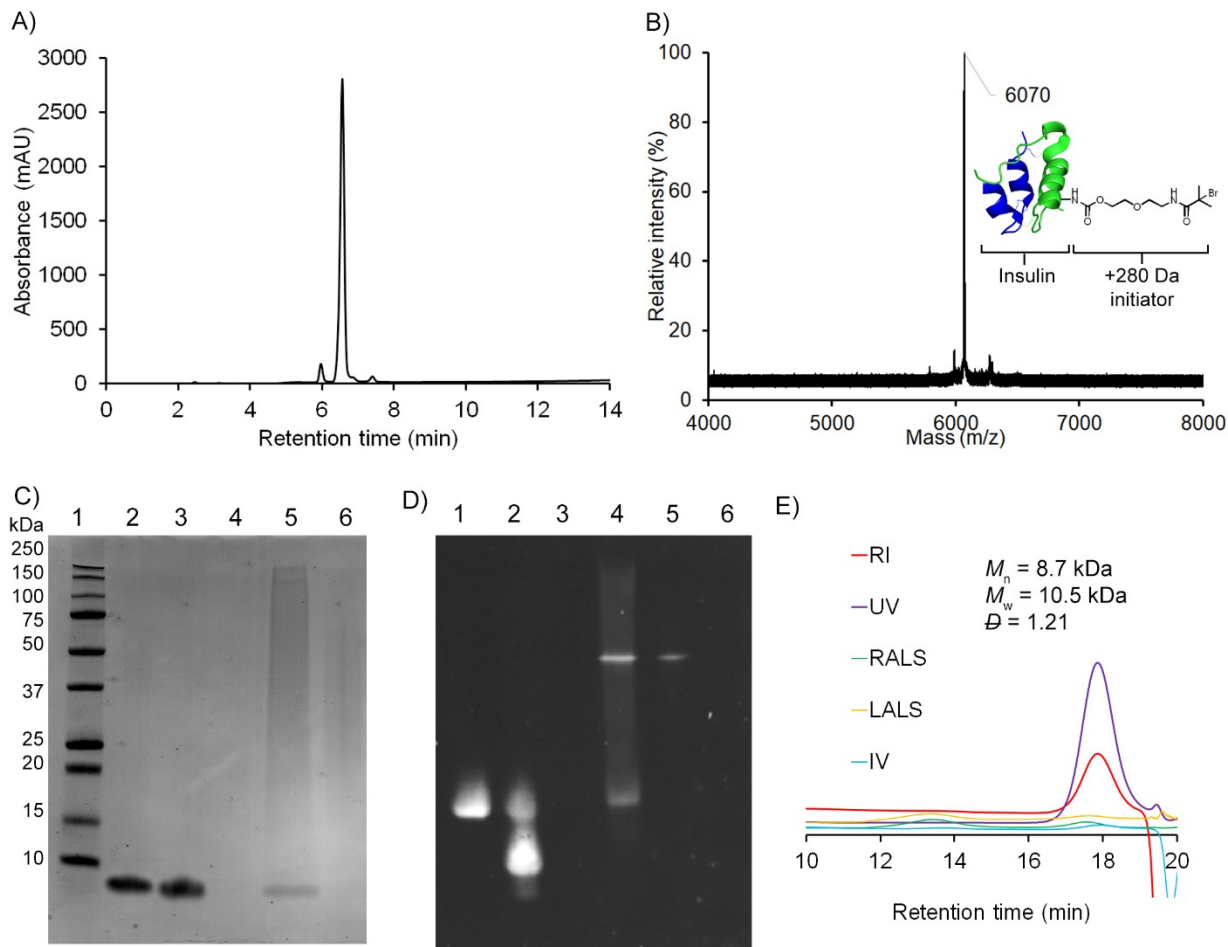 A)
3000
2500
2000
1500
1000
500
0
Absorbance (mAU)
0 2 4 6 8 10 12 14
Retention time (min)
B)
100
80
60
40
20
0
Relative intensity (%)
6070
H
N
O
O
O
H
N
O
Br
Insulin
+280 Da
initiator
4000 5000 6000 7000 8000
Mass (m/z)
C)
kDa
1 2 3 4 5 6
250
150
100
75
50
37
25
20
15
10
D)
1 2 3 4 5 6
E)
RI
UV
RALS
LALS
IV
Mn = 8.7 kDa
Mw = 10.5 kDa
Đ = 1.21
10 12 14 16 18 20
Retention time (min)